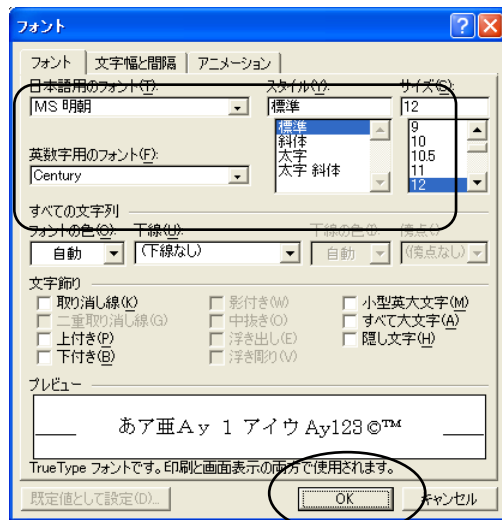 フォント
フォント 文字幅と間隔 アニメーション
日本語用のフォント(T): スタイル(Y): サイズ(S):
MS 明朝 標準 12
標準 9
斜体 10
英数字用のフォント(F): 太字 10.5
Century 太字 斜体 11
12
すべての文字列
フォントの色(O): 下線(U): 下線の色(I): 傍点(:)
自動 (下線なし) 自動 (傍点なし)
文字飾り
取り消し線(K) 影付き(W) 小型英大文字(M)
二重取り消し線(G) 中抜き(O) すべて大文字(A)
上付き(P) 浮き出し(E) 隠し文字(H)
下付き(B) 浮き彫り(V)
プレビュー
あア亜Ay 1 アイウ Ay123 ©™
TrueType フォントです。印刷と画面表示の両方で使用されます。
既定値として設定(D)... OK キャンセル